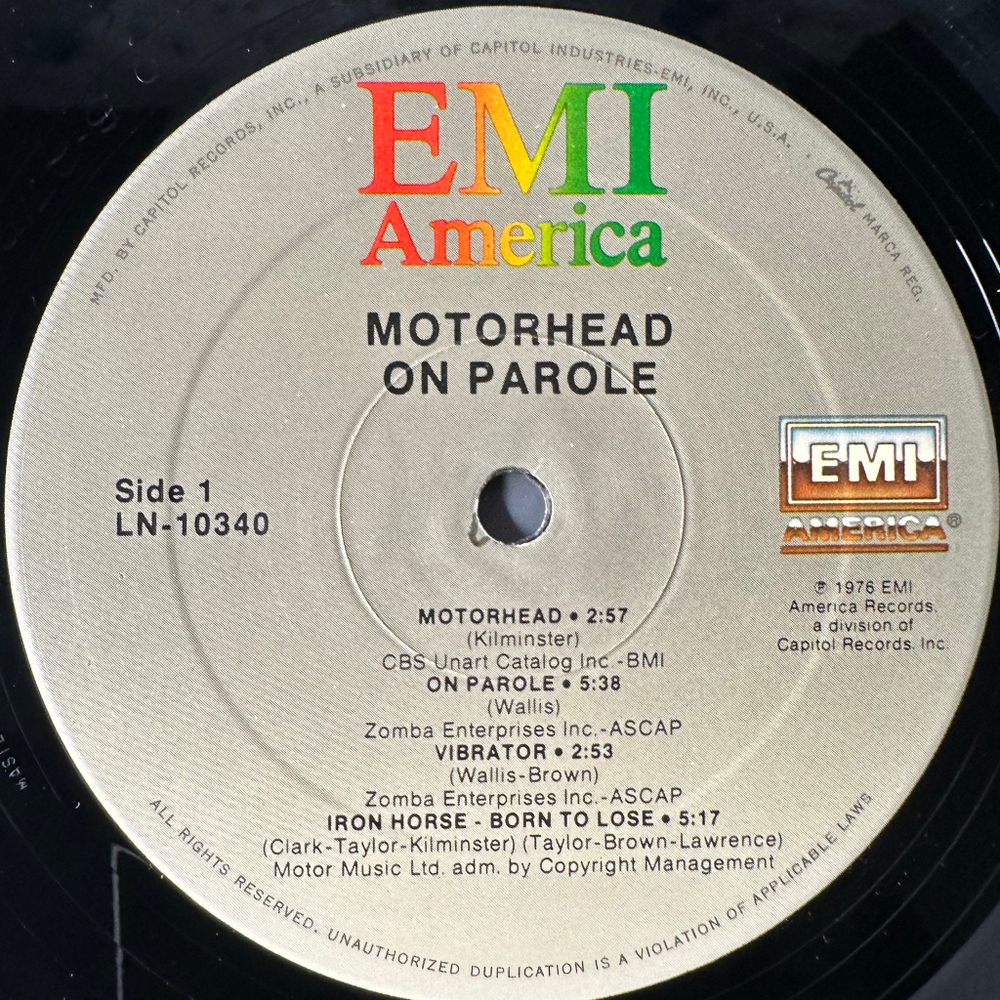 MFD. BY CAPITOL RECORDS, INC., A SUBSIDIARY OF CAPITOL INDUSTRIES-EMI, INC., U.S.A. . Capitol MARCA REG.
EMI
America
MOTORHEAD
ON PAROLE
Side 1
LN-10340
EMI
AMERICA®
℗ 1976 EMI
America Records.
a division of
Capitol Records. Inc.
MOTORHEAD • 2:57
(Kilminster)
CBS Unart Catalog Inc.-BMI
ON PAROLE • 5:38
(Wallis)
Zomba Enterprises Inc.-ASCAP
VIBRATOR • 2:53
(Wallis-Brown)
Zomba Enterprises Inc.-ASCAP
IRON HORSE - BORN TO LOSE • 5:17
(Clark-Taylor-Kilminster) (Taylor-Brown-Lawrence)
Motor Music Ltd. adm. by Copyright Management
ALL RIGHTS RESERVED. UNAUTHORIZED DUPLICATION IS A VIOLATION OF APPLICABLE LAWS